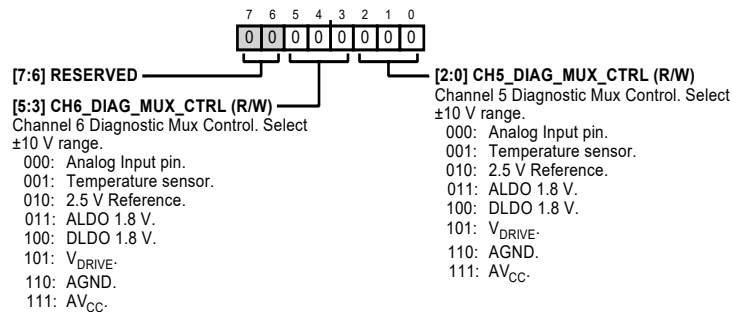 7 6 5 4 3 2 1 0
0 0 0 0 0 0 0 0
[7:6] RESERVED
[5:3] CH6_DIAG_MUX_CTRL (R/W)
Channel 6 Diagnostic Mux Control. Select
±10 V range.
000: Analog Input pin.
001: Temperature sensor.
010: 2.5 V Reference.
011: ALDO 1.8 V.
100: DLDO 1.8 V.
101: VDRIVE.
110: AGND.
111: AVCC.
[2:0] CH5_DIAG_MUX_CTRL (R/W)
Channel 5 Diagnostic Mux Control. Select
±10 V range.
000: Analog Input pin.
001: Temperature sensor.
010: 2.5 V Reference.
011: ALDO 1.8 V.
100: DLDO 1.8 V.
101: VDRIVE.
110: AGND.
111: AVCC.